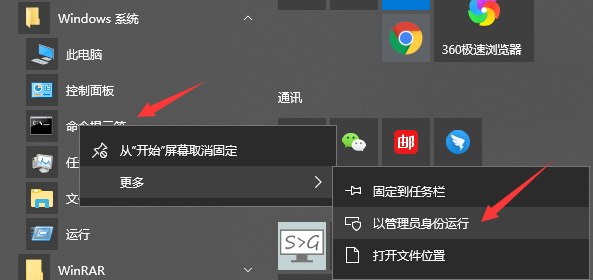 Windows 系统
此电脑
控制面板
命令提示符
任
文
运行
WinRAR
从"开始"屏幕取消固定
更多
固定到任务栏
以管理员身份运行
打开文件位置
360极速浏览器
通讯
邮
S>G